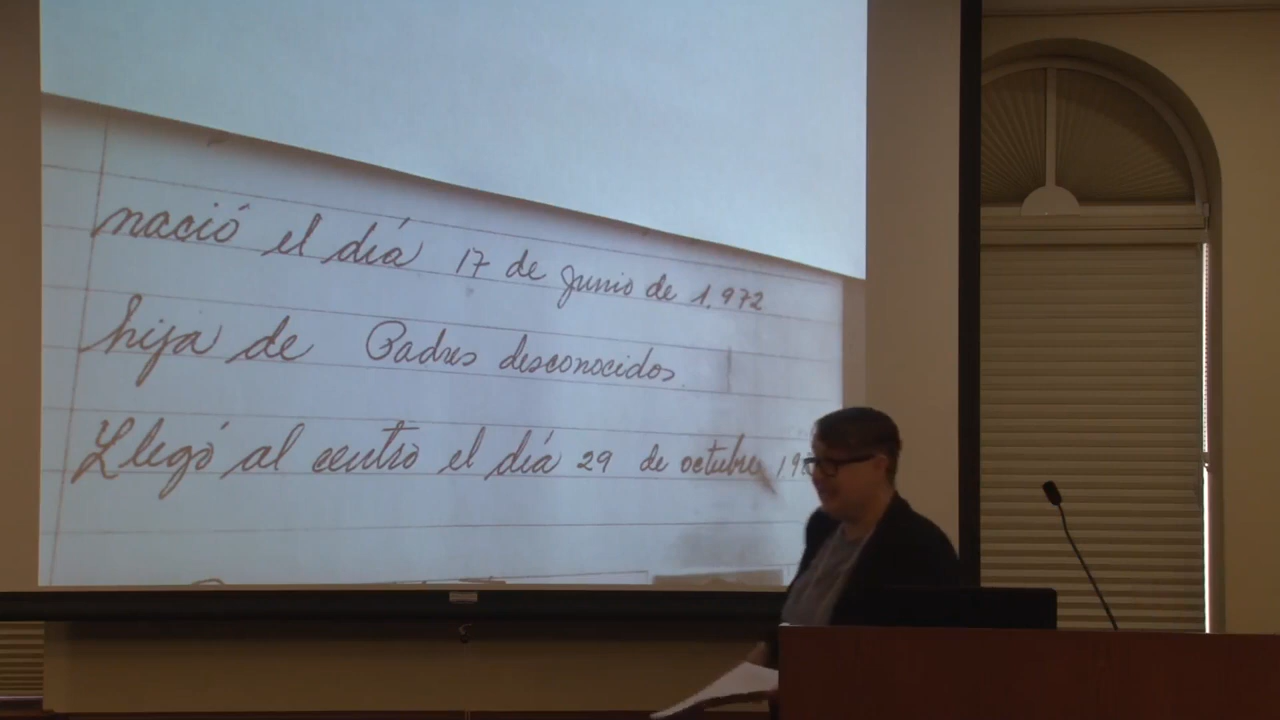 nació el día 17 de Junio de 1.972
hija de Padres desconocidos
Llegó al centro el día 29 de octubre